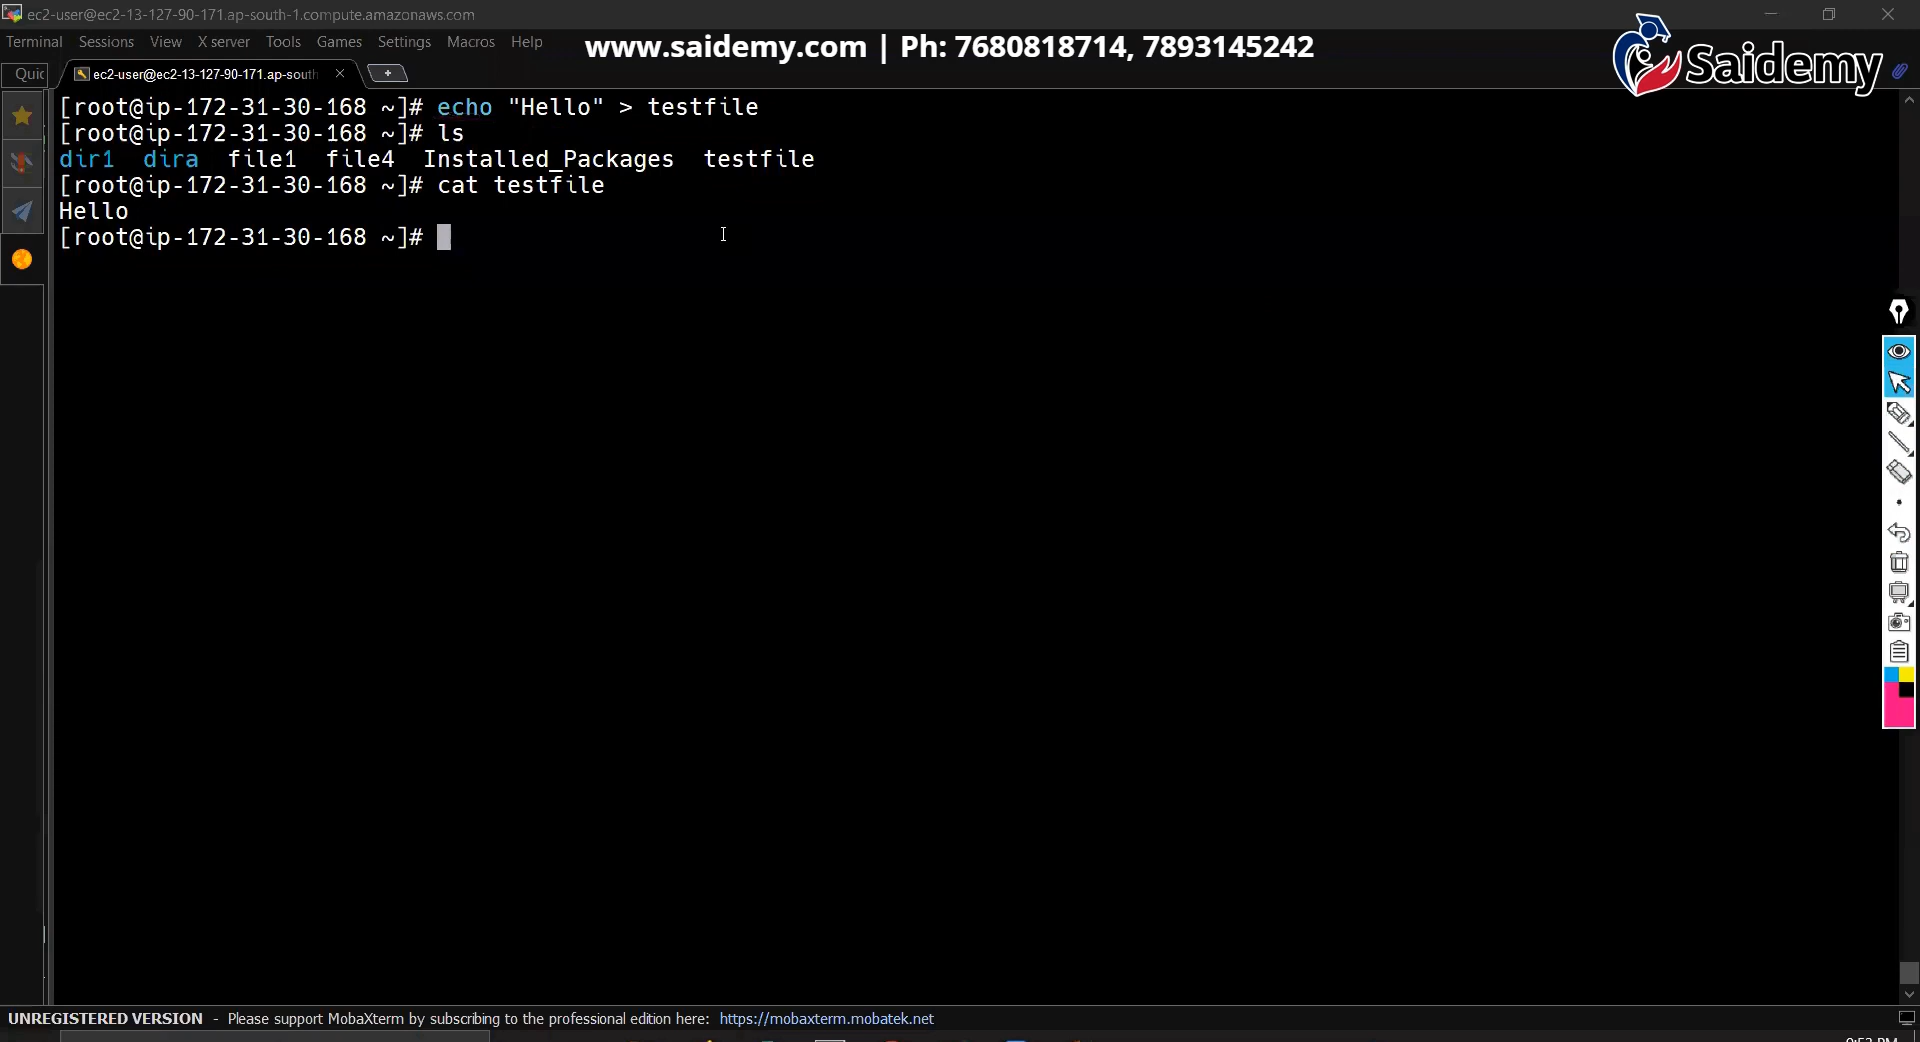 ec2-user@ec2-13-127-90-171.ap-south-1.compute.amazonaws.com
Terminal Sessions View X server Tools Games Settings Macros Help
www.saidemy.com | Ph: 7680818714, 7893145242
Saidemy
Quic
ec2-user@ec2-13-127-90-171.ap-south
[root@ip-172-31-30-168 ~]# echo "Hello" > testfile
[root@ip-172-31-30-168 ~]# ls
dir1 dira file1 file4 Installed_Packages testfile
[root@ip-172-31-30-168 ~]# cat testfile
Hello
[root@ip-172-31-30-168 ~]#
UNREGISTERED VERSION - Please support MobaXterm by subscribing to the professional edition here: https://mobaxterm.mobatek.net